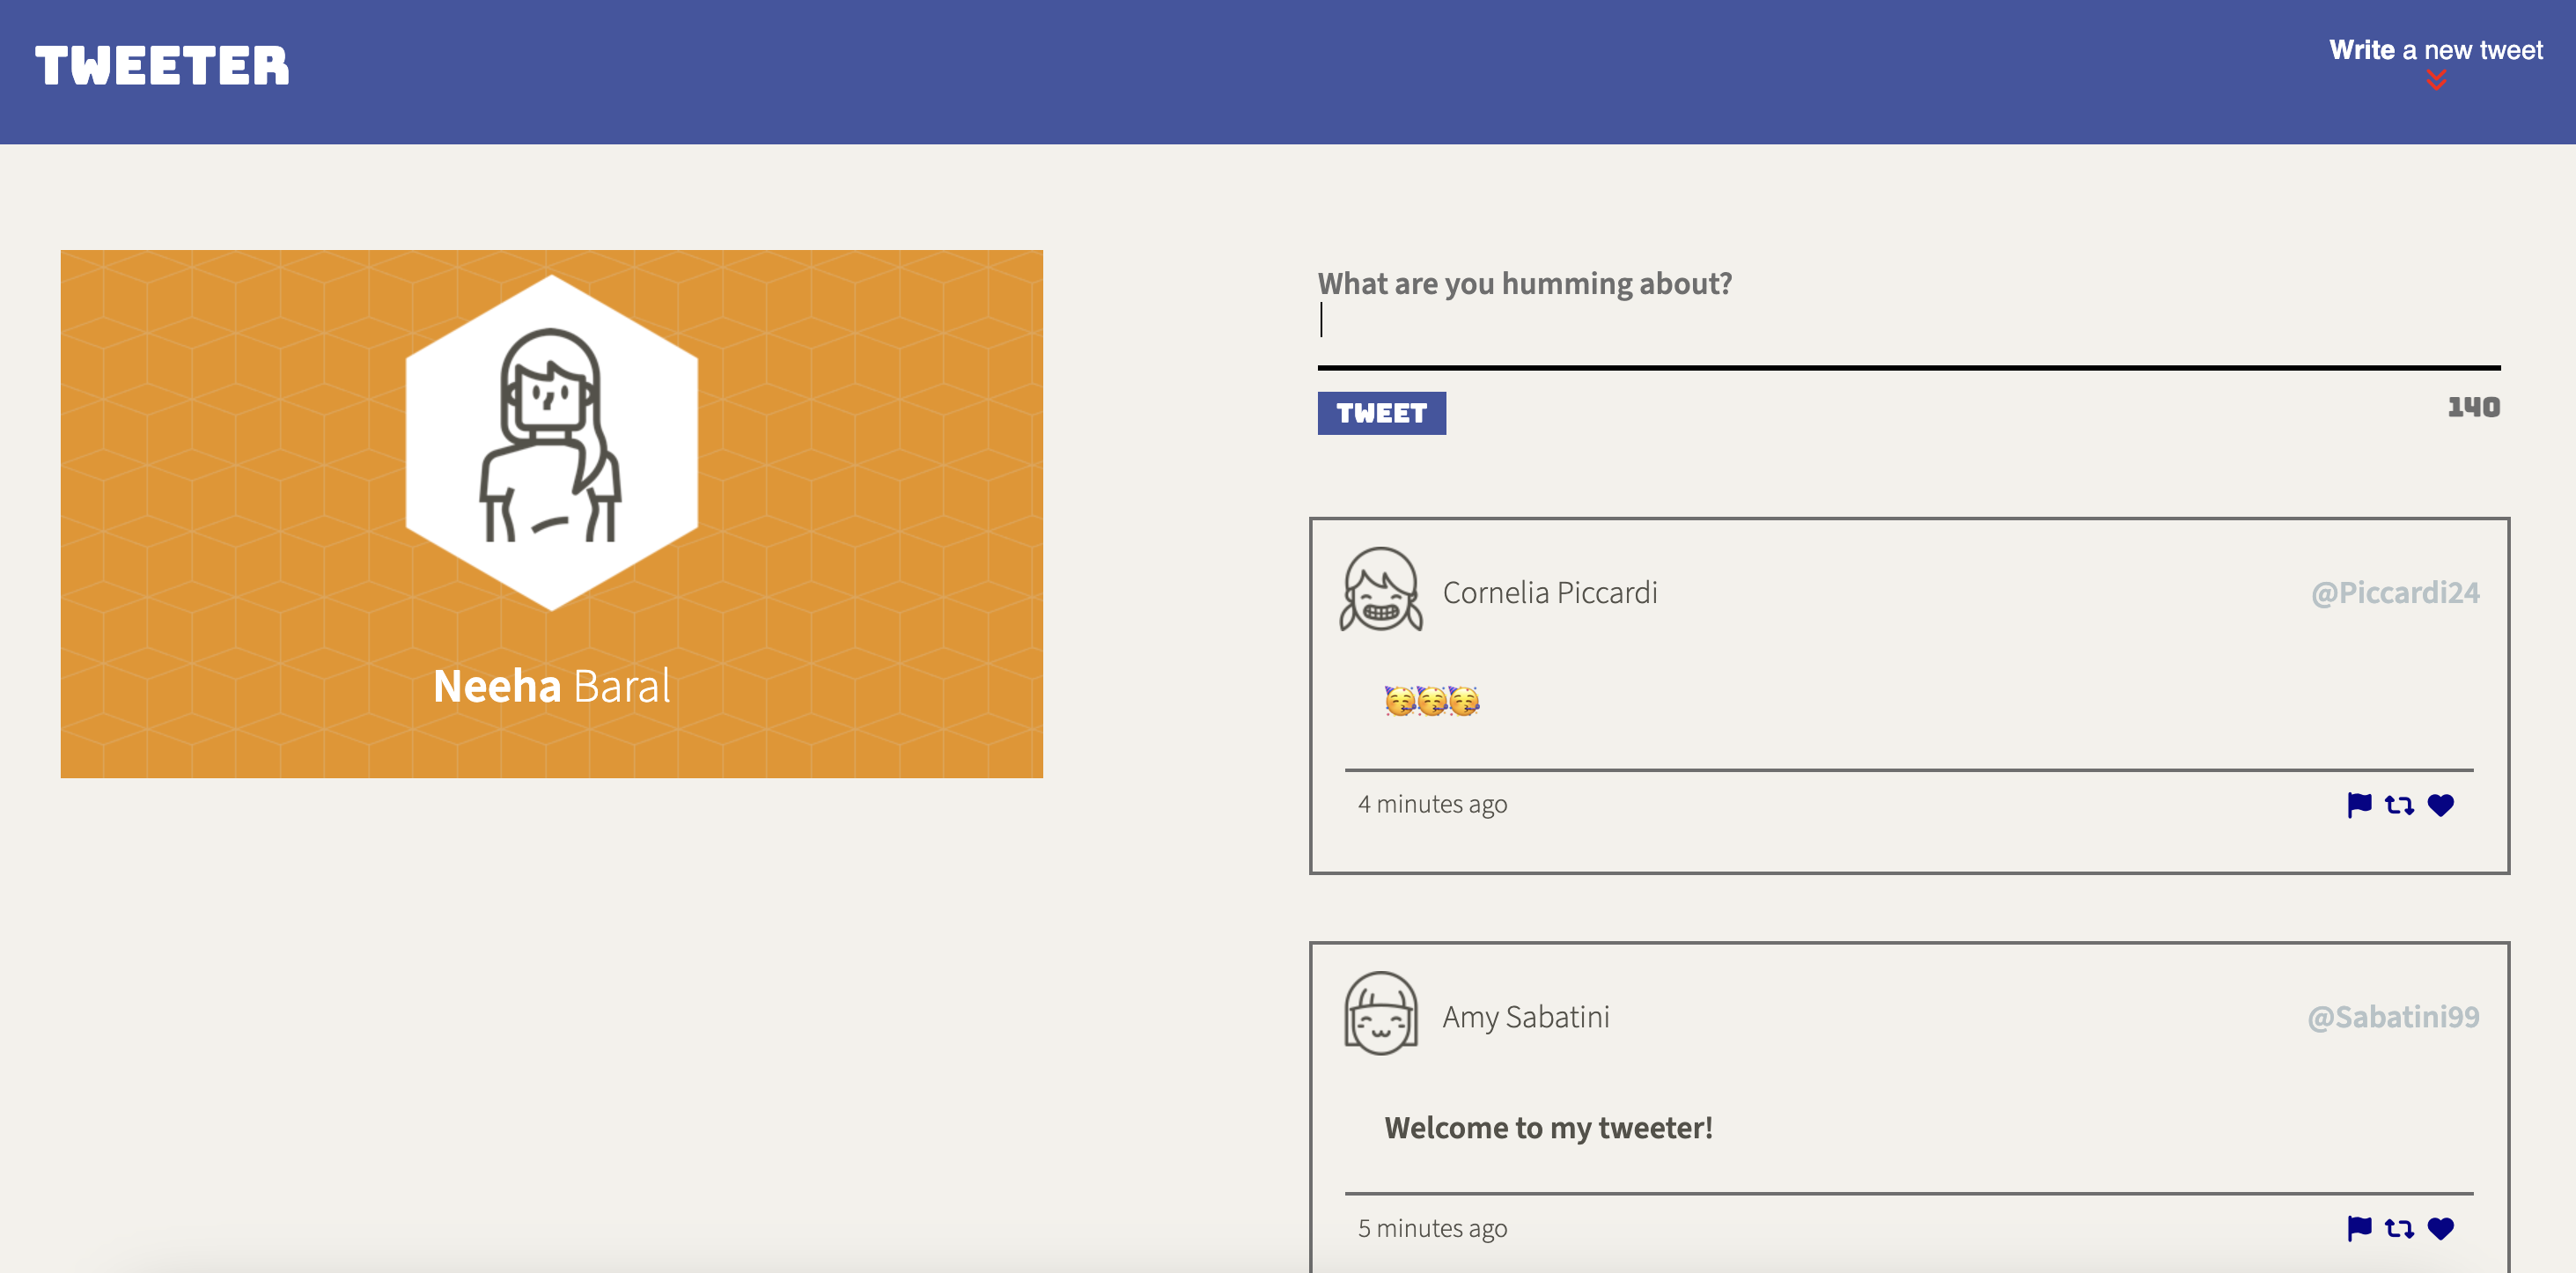 TWEETER
Write a new tweet
Neeha Baral
What are you humming about?
TWEET
140
Cornelia Piccardi
@Piccardi24
🥳🥳🥳
4 minutes ago
Amy Sabatini
@Sabatini99
Welcome to my tweeter!
5 minutes ago